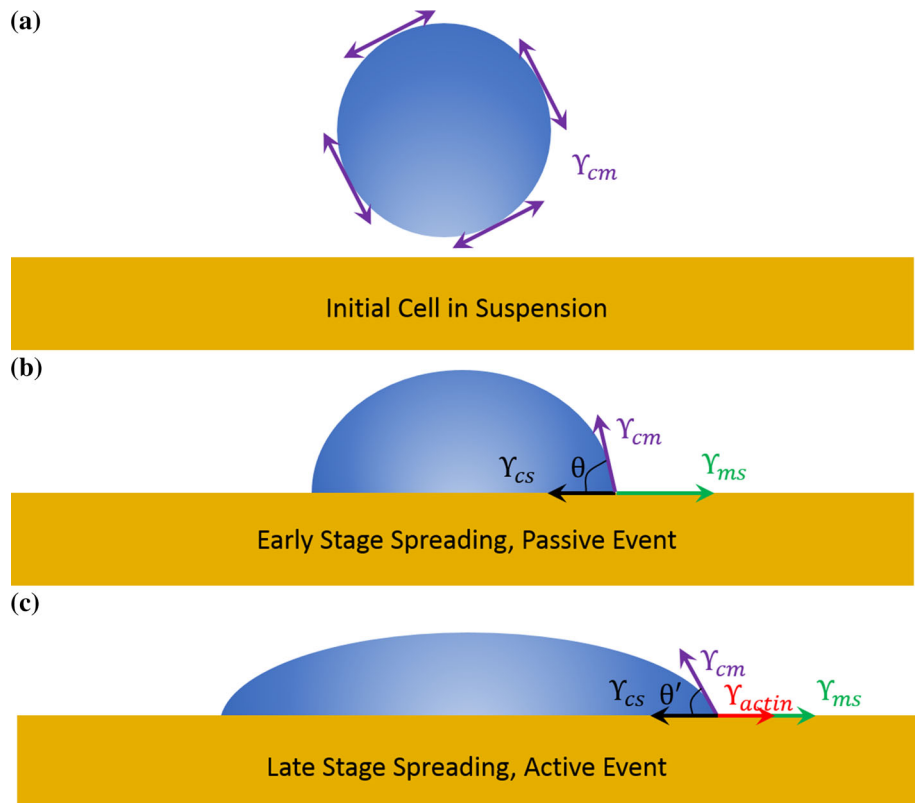 (a)
ϒcm
Initial Cell in Suspension
(b)
ϒcm
ϒcs θ ϒms
Early Stage Spreading, Passive Event
(c)
ϒcm
ϒcs θ′ ϒactin ϒms
Late Stage Spreading, Active Event